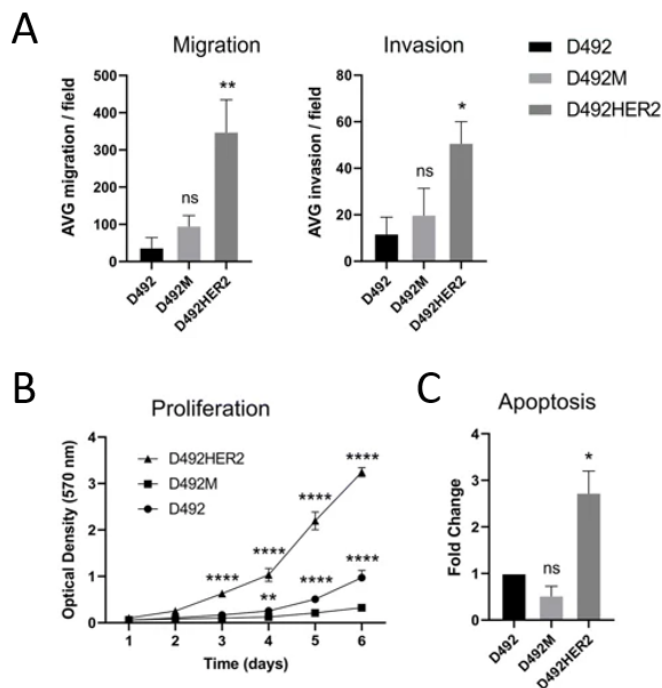 A
Migration
AVG migration / field
500
400
300
200
100
0
ns
**
D492
D492M
D492HER2
Invasion
AVG invasion / field
80
60
40
20
0
ns
*
D492
D492M
D492HER2
D492
D492M
D492HER2
B
Proliferation
Optical Density (570 nm)
4
3
2
1
0
D492HER2
D492M
D492
****
****
****
****
**
****
****
1 2 3 4 5 6
Time (days)
C
Apoptosis
Fold Change
4
3
2
1
0
ns
*
D492
D492M
D492HER2